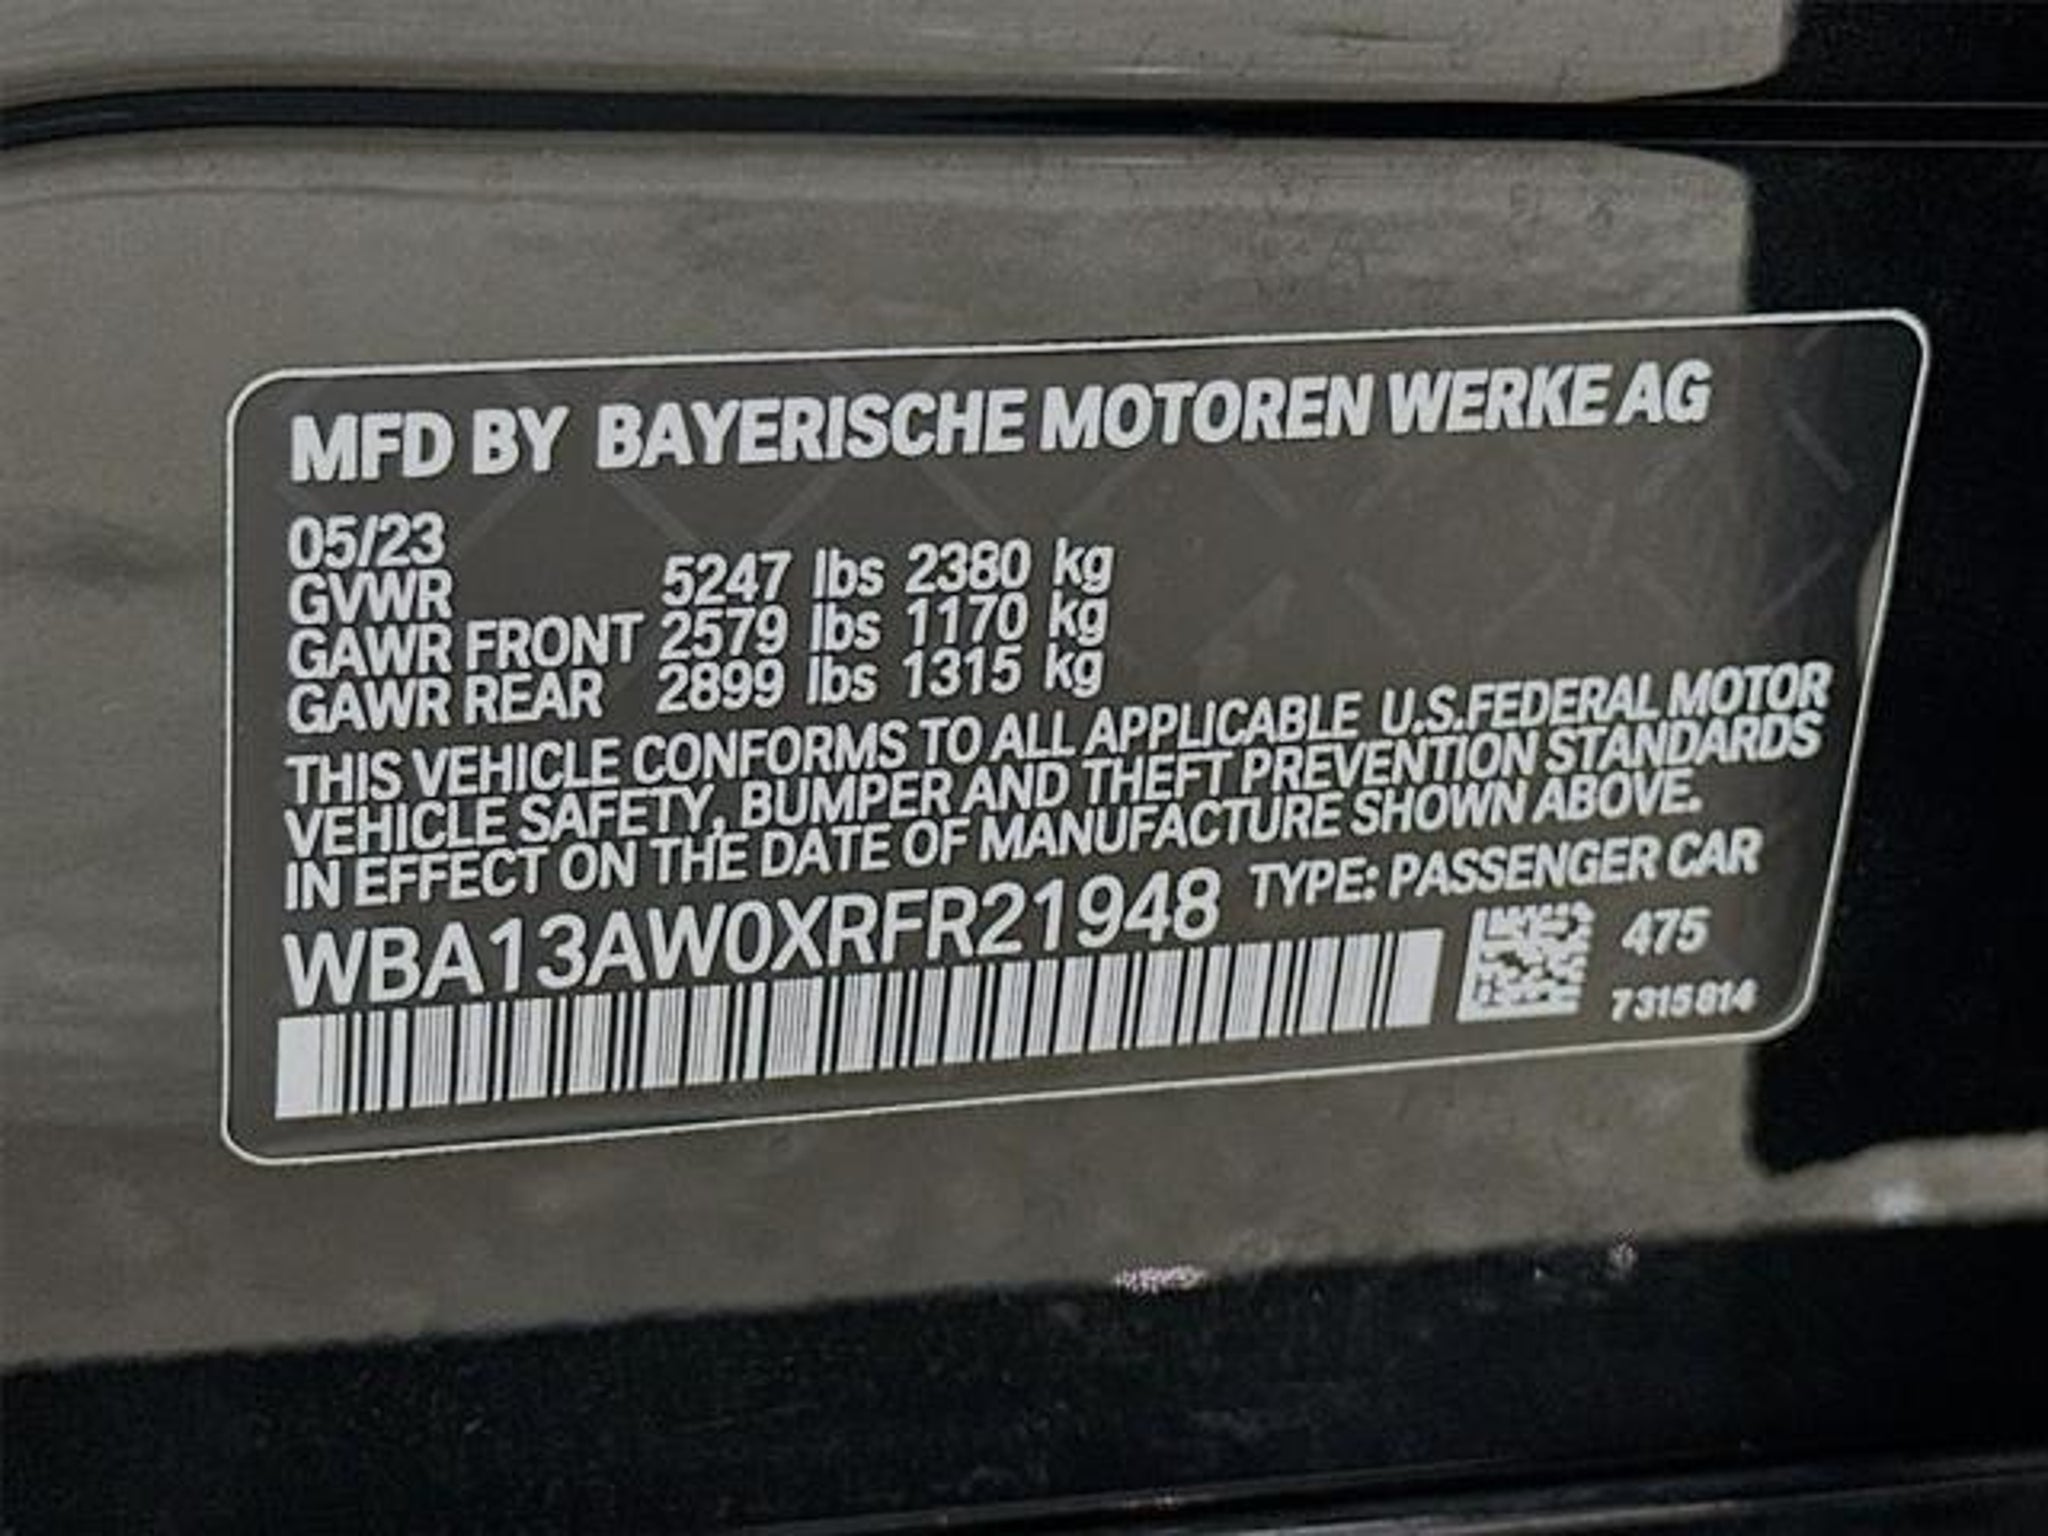 MFD BY BAYERISCHE MOTOREN WERKE AG
05/23
GVWR 5247 lbs 2380 kg
GAWR FRONT 2579 lbs 1170 kg
GAWR REAR 2899 lbs 1315 kg
THIS VEHICLE CONFORMS TO ALL APPLICABLE U.S.FEDERAL MOTOR
VEHICLE SAFETY, BUMPER AND THEFT PREVENTION STANDARDS
IN EFFECT ON THE DATE OF MANUFACTURE SHOWN ABOVE.
WBA13AW0XRFR21948 TYPE: PASSENGER CAR
475
7315814